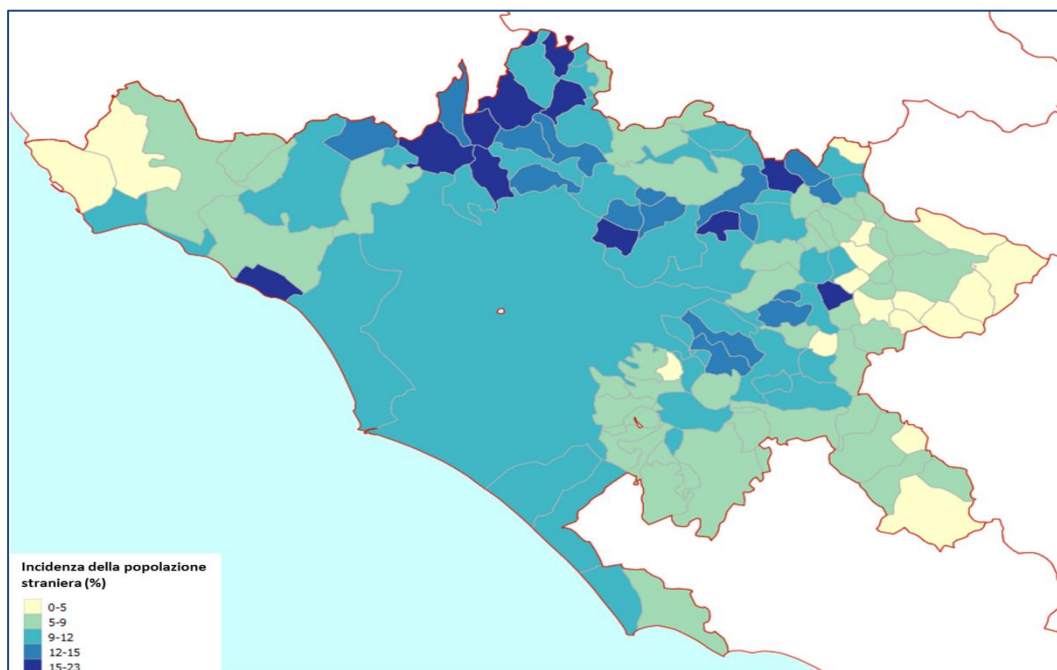 Incidenza della popolazione
straniera (%)
0-5
5-9
9-12
12-15
15-23